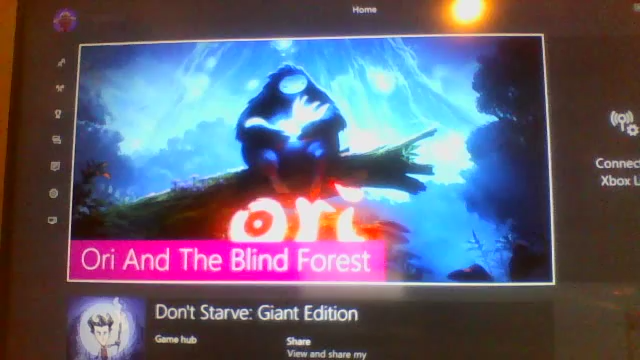 Home
ori
Ori And The Blind Forest
Connec
Xbox L
Don't Starve: Giant Edition
Game hub
Share
View and share my